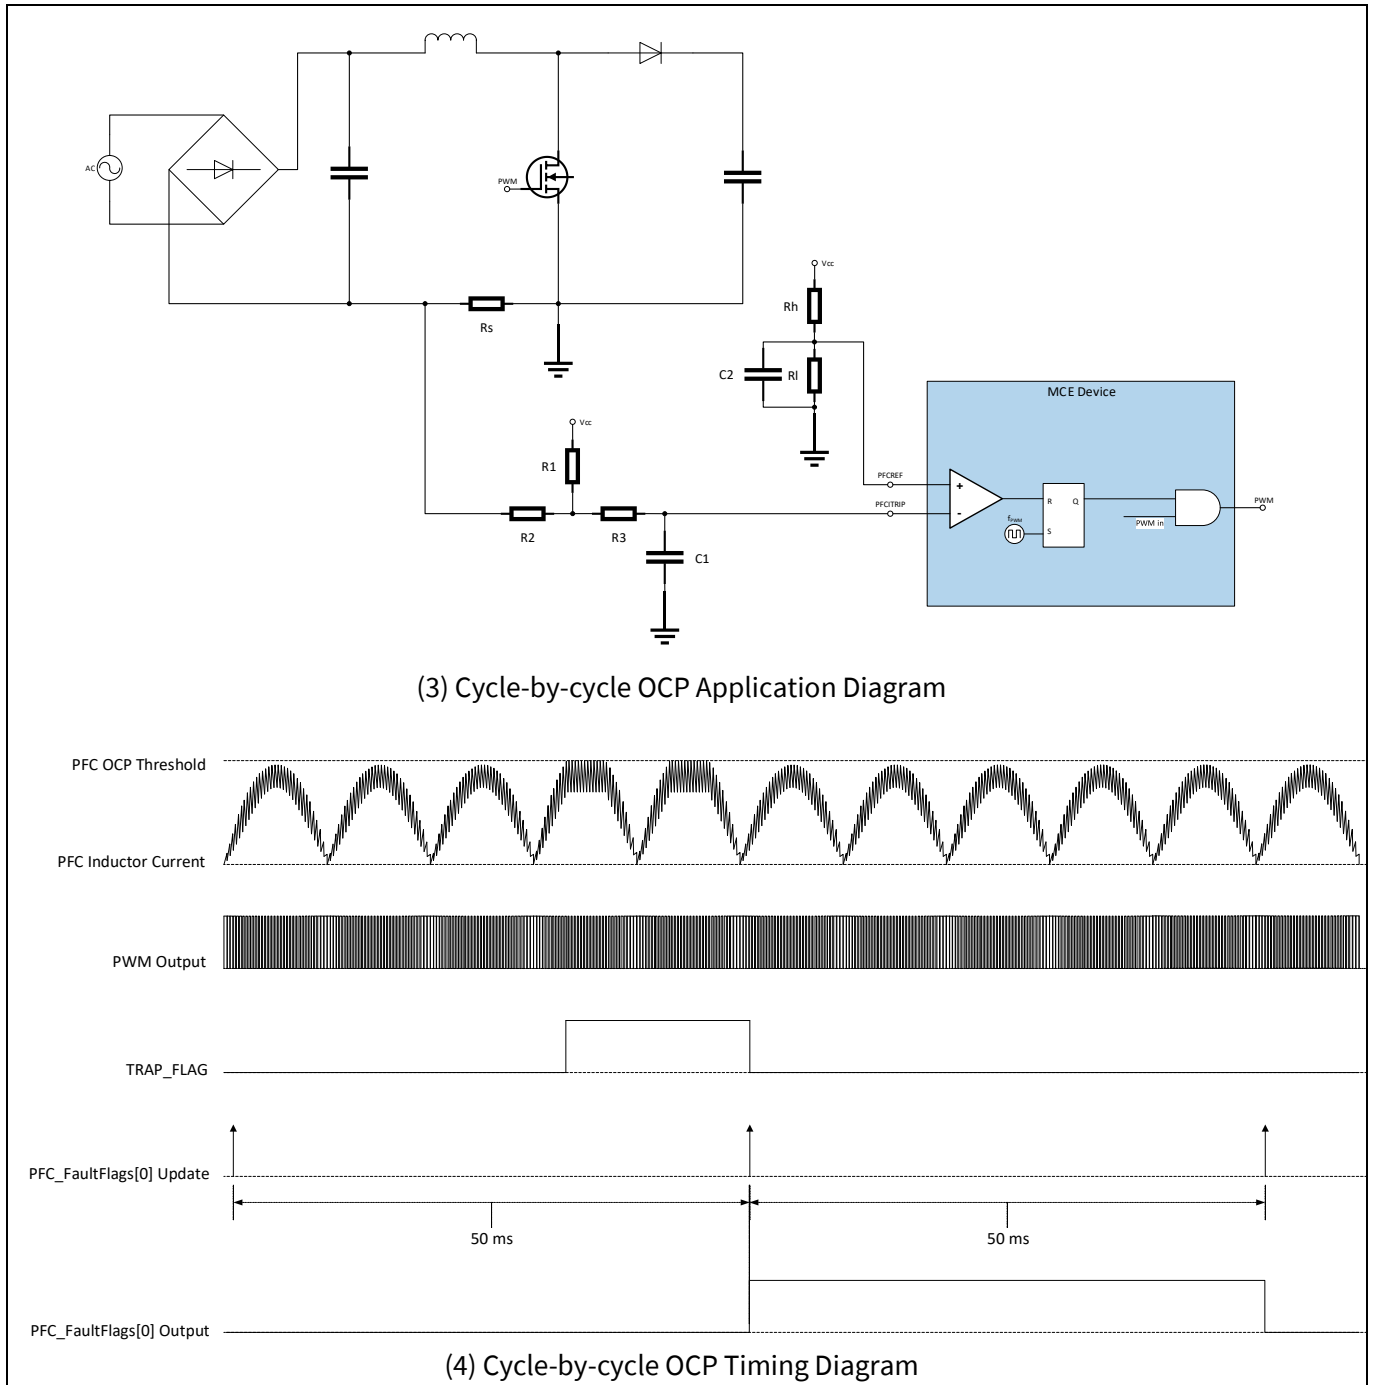 AC
PWM
Rs
Vcc
Rh
C2
Rl
MCE Device
Vcc
R1
PFCREF
PFCITRIP
+
-
R
Q
S
fPWM
PWM in
PWM
R2
R3
C1
(3) Cycle-by-cycle OCP Application Diagram
PFC OCP Threshold
PFC Inductor Current
PWM Output
TRAP_FLAG
PFC_FaultFlags[0] Update
50 ms
50 ms
PFC_FaultFlags[0] Output
(4) Cycle-by-cycle OCP Timing Diagram